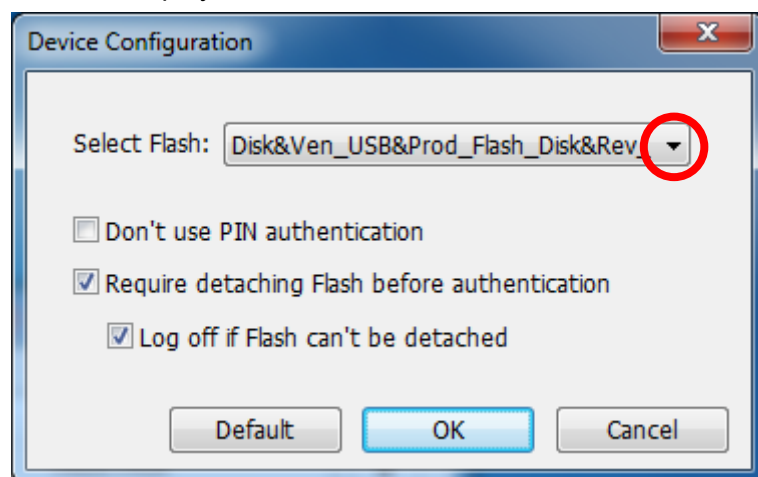 Device Configuration
Select Flash: Disk&Ven_USB&Prod_Flash_Disk&Rev_
Don't use PIN authentication
Require detaching Flash before authentication
Log off if Flash can't be detached
Default OK Cancel